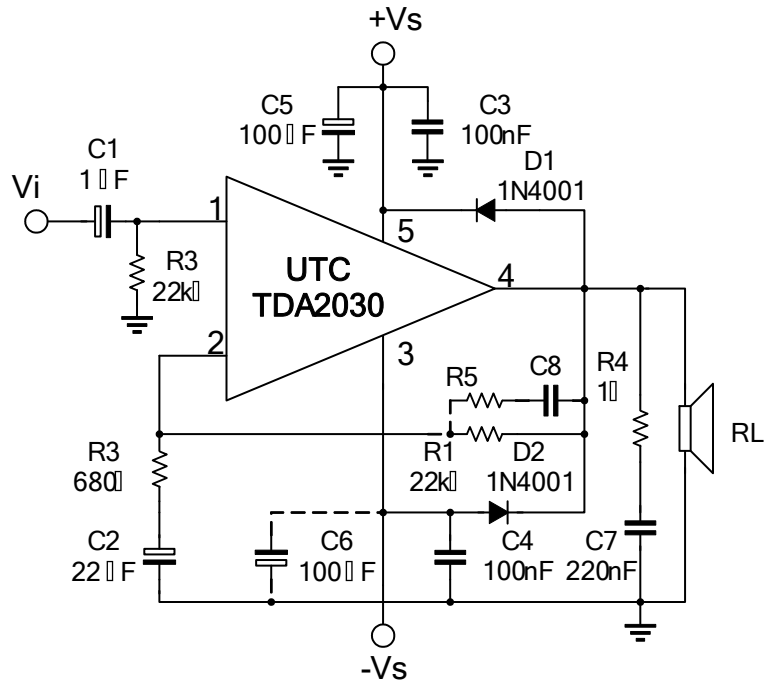 +Vs
C5
100▯F
C3
100nF
D1
1N4001
C1
1▯F
Vi
1
5
R3
22k▯
UTC
TDA2030
4
2
3
R5
C8
R4
1▯
RL
R3
680▯
R1
22k▯
D2
1N4001
C2
22▯F
C6
100▯F
C4
100nF
C7
220nF
-Vs